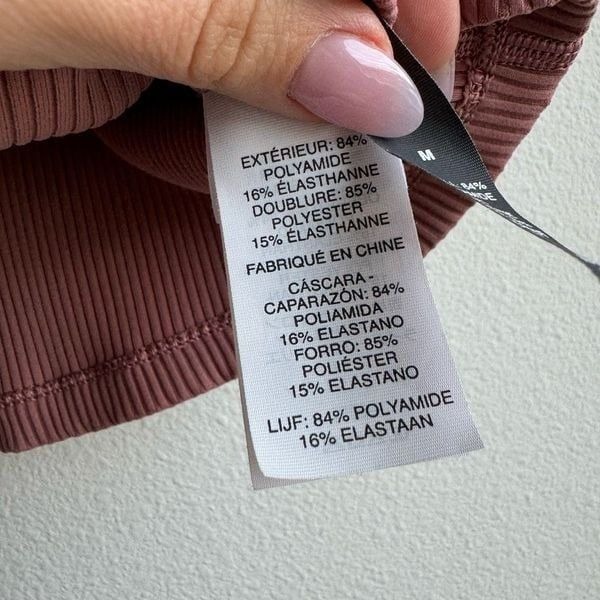 EXTÉRIEUR: 84%
POLYAMIDE
16% ÉLASTHANNE
DOUBLURE: 85%
POLYESTER
15% ÉLASTHANNE
FABRIQUÉ EN CHINE
CÁSCARA -
CAPARAZÓN: 84%
POLIAMIDA
16% ELASTANO
FORRO: 85%
POLIÉSTER
15% ELASTANO
LIJF: 84% POLYAMIDE
16% ELASTAAN
M
84%